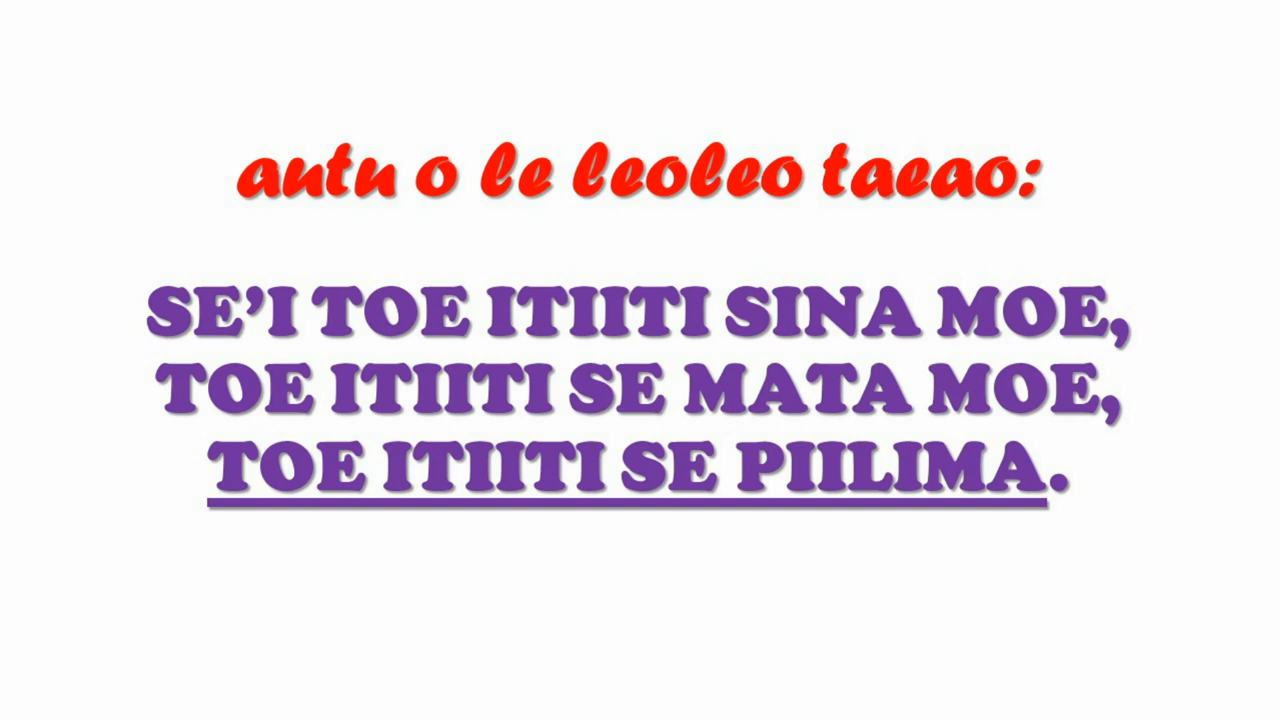 autu o le leoleo taeao:
SE’I TOE ITIITI SINA MOE,
TOE ITIITI SE MATA MOE,
TOE ITIITI SE PIILIMA.